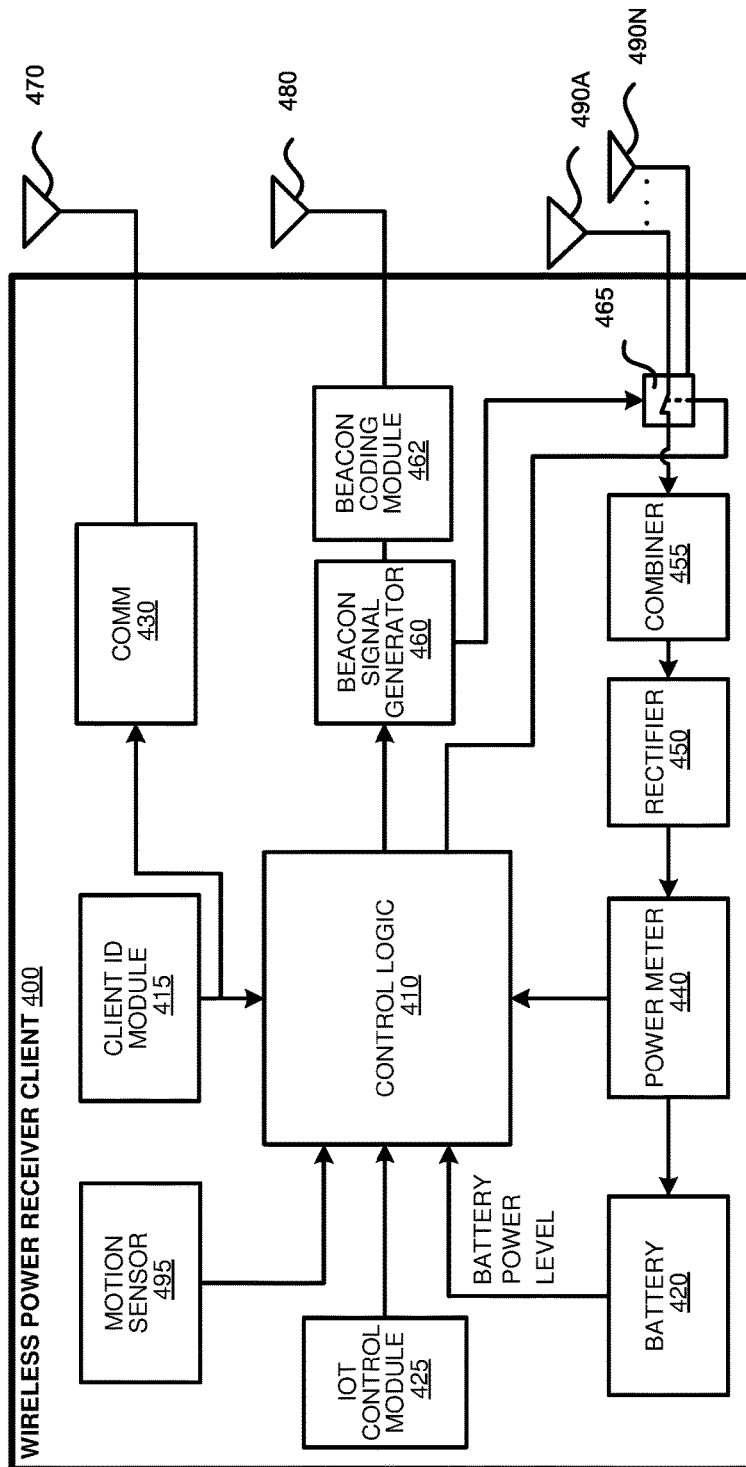 WIRELESS POWER RECEIVER CLIENT 400
MOTION
SENSOR
495
CLIENT ID
MODULE
415
COMM
430
470
IOT
CONTROL
MODULE
425
CONTROL LOGIC
410
BEACON
SIGNAL
GENERATOR
460
BEACON
CODING
MODULE
462
480
BATTERY
POWER
LEVEL
BATTERY
420
POWER METER
440
RECTIFIER
450
COMBINER
455
465
490A
. . .
490N